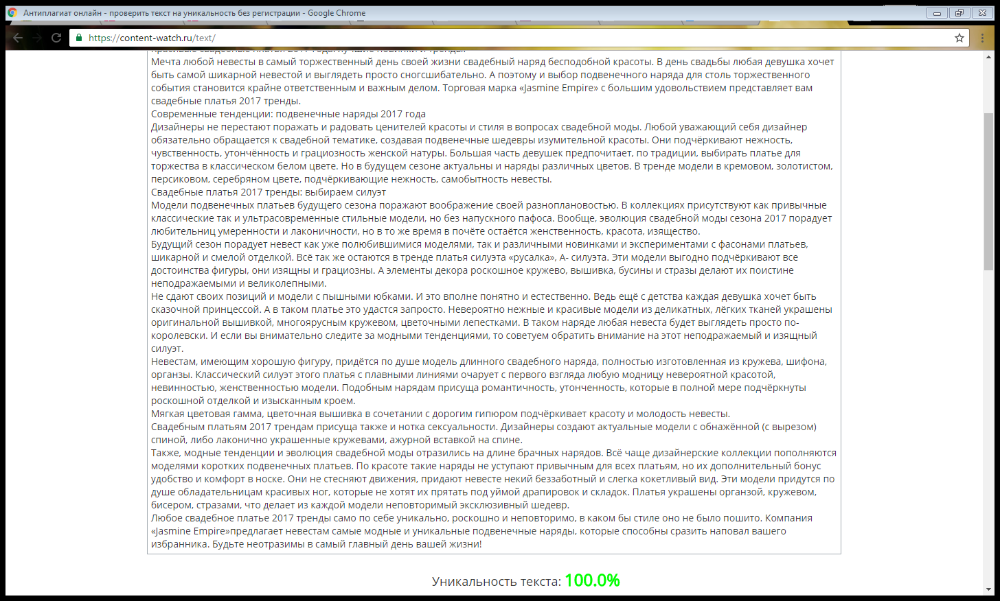 Антиплагиат онлайн - проверить текст на уникальность без регистрации - Google Chrome
https://content-watch.ru/text/
Красивые свадебные платья 2017 года: лучшие новинки и тренды.
Мечта любой невесты в самый торжественный день своей жизни свадебный наряд бесподобной красоты. В день свадьбы любая девушка хочет
быть самой шикарной невестой и выглядеть просто сногсшибательно. А поэтому и выбор подвенечного наряда для столь торжественного
события становится крайне ответственным и важным делом. Торговая марка «Jasmine Empire» с большим удовольствием представляет вам
свадебные платья 2017 тренды.
Современные тенденции: подвенечные наряды 2017 года
Дизайнеры не перестают поражать и радовать ценителей красоты и стиля в вопросах свадебной моды. Любой уважающий себя дизайнер
обязательно обращается к свадебной тематике, создавая подвенечные шедевры изумительной красоты. Они подчёркивают нежность,
чувственность, утончённость и грациозность женской натуры. Большая часть девушек предпочитает, по традиции, выбирать платье для
торжества в классическом белом цвете. Но в будущем сезоне актуальны и наряды различных цветов. В тренде модели в кремовом, золотистом,
персиковом, серебряном цвете, подчёркивающие нежность, самобытность невесты.
Свадебные платья 2017 тренды: выбираем силуэт
Модели подвенечных платьев будущего сезона поражают воображение своей разноплановостью. В коллекциях присутствуют как привычные
классические так и ультрасовременные стильные модели, но без напускного пафоса. Вообще, эволюция свадебной моды сезона 2017 порадует
любительниц умеренности и лаконичности, но в то же время в почёте остаётся женственность, красота, изящество.
Будущий сезон порадует невест как уже полюбившимися моделями, так и различными новинками и экспериментами с фасонами платьев,
шикарной и смелой отделкой. Всё так же остаются в тренде платья силуэта «русалка», А- силуэта. Эти модели выгодно подчёркивают все
достоинства фигуры, они изящны и грациозны. А элементы декора роскошное кружево, вышивка, бусины и стразы делают их поистине
неподражаемыми и великолепными.
Не сдают своих позиций и модели с пышными юбками. И это вполне понятно и естественно. Ведь ещё с детства каждая девушка хочет быть
сказочной принцессой. А в таком платье это удастся запросто. Невероятно нежные и красивые модели из деликатных, лёгких тканей украшены
оригинальной вышивкой, многоярусным кружевом, цветочными лепестками. В таком наряде любая невеста будет выглядеть просто по-
королевски. И если вы внимательно следите за модными тенденциями, то советуем обратить внимание на этот неподражаемый и изящный
силуэт.
Невестам, имеющим хорошую фигуру, придётся по душе модель длинного свадебного наряда, полностью изготовленная из кружева, шифона,
органзы. Классический силуэт этого платья с плавными линиями очарует с первого взгляда любую модницу невероятной красотой,
невинностью, женственностью модели. Подобным нарядам присуща романтичность, утонченность, которые в полной мере подчёркнуты
роскошной отделкой и изысканным кроем.
Мягкая цветовая гамма, цветочная вышивка в сочетании с дорогим гипюром подчёркивает красоту и молодость невесты.
Свадебным платьям 2017 трендам присуща также и нотка сексуальности. Дизайнеры создают актуальные модели с обнажённой (с вырезом)
спиной, либо лаконично украшенные кружевами, ажурной вставкой на спине.
Также, модные тенденции и эволюция свадебной моды отразились на длине брачных нарядов. Всё чаще дизайнерские коллекции пополняются
моделями коротких подвенечных платьев. По красоте такие наряды не уступают привычным для всех платьям, но их дополнительный бонус
удобство и комфорт в носке. Они не стесняют движения, придают невесте некий беззаботный и слегка кокетливый вид. Эти модели придутся по
душе обладательницам красивых ног, которые не хотят их прятать под уймой драпировок и складок. Платья украшены органзой, кружевом,
бисером, стразами, что делает из каждой модели неповторимый эксклюзивный шедевр.
Любое свадебное платье 2017 тренды само по себе уникально, роскошно и неповторимо, в каком бы стиле оно не было пошито. Компания
«Jasmine Empire»предлагает невестам самые модные и уникальные подвенечные наряды, которые способны сразить наповал вашего
избранника. Будьте неотразимы в самый главный день вашей жизни!
Уникальность текста: 100.0%